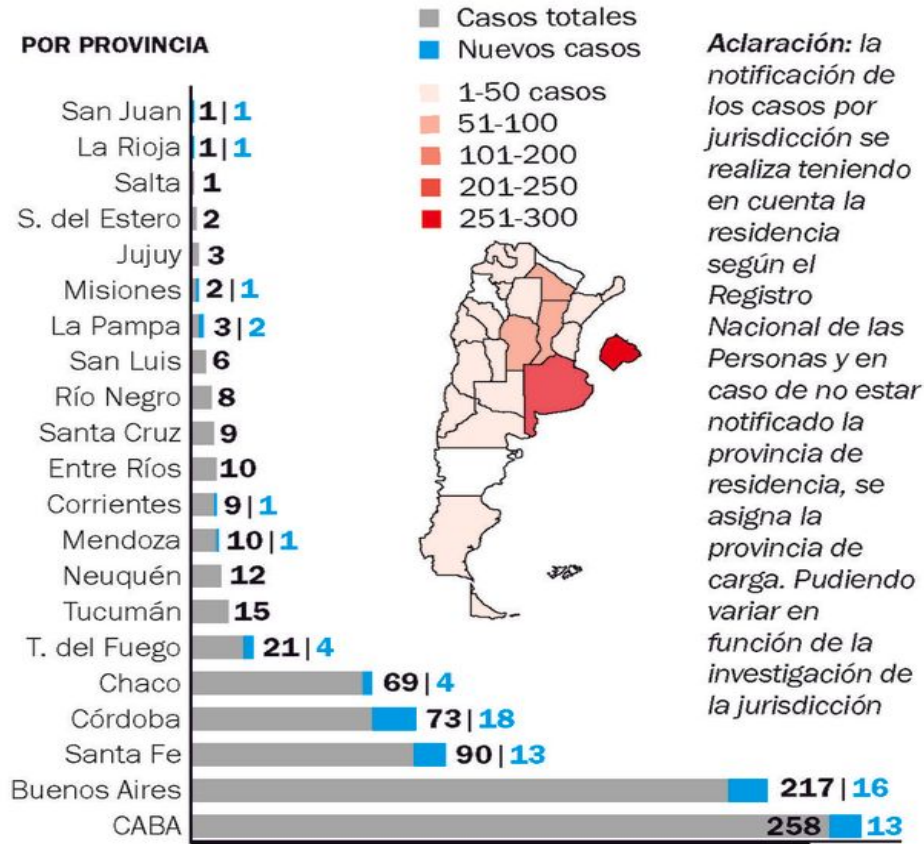 POR PROVINCIA
Casos totales
Nuevos casos
1-50 casos
51-100
101-200
201-250
251-300
Aclaración: la
notificación de
los casos por
jurisdicción se
realiza teniendo
en cuenta la
residencia
según el
Registro
Nacional de las
Personas y en
caso de no estar
notificado la
provincia de
residencia, se
asigna la
provincia de
carga. Pudiendo
variar en
función de la
investigación de
la jurisdicción
San Juan 1|1
La Rioja 1|1
Salta 1
S. del Estero 2
Jujuy 3
Misiones 2|1
La Pampa 3|2
San Luis 6
Río Negro 8
Santa Cruz 9
Entre Ríos 10
Corrientes 9|1
Mendoza 10|1
Neuquén 12
Tucumán 15
T. del Fuego 21|4
Chaco 69|4
Córdoba 73|18
Santa Fe 90|13
Buenos Aires 217|16
CABA 258 13